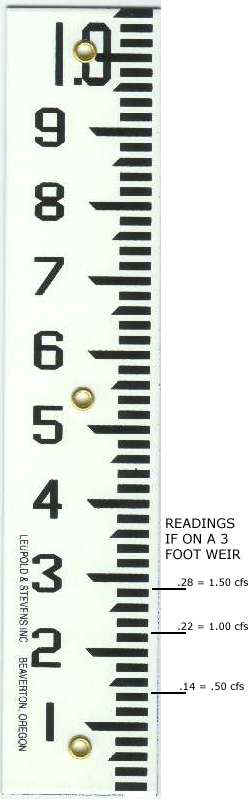 1.0
9
8
7
6
5
4
READINGS
IF ON A 3
FOOT WEIR
3
.28 = 1.50 cfs
.22 = 1.00 cfs
2
.14 = .50 cfs
1
LEUPOLD & STEVENS INC BEAVERTON, OREGON